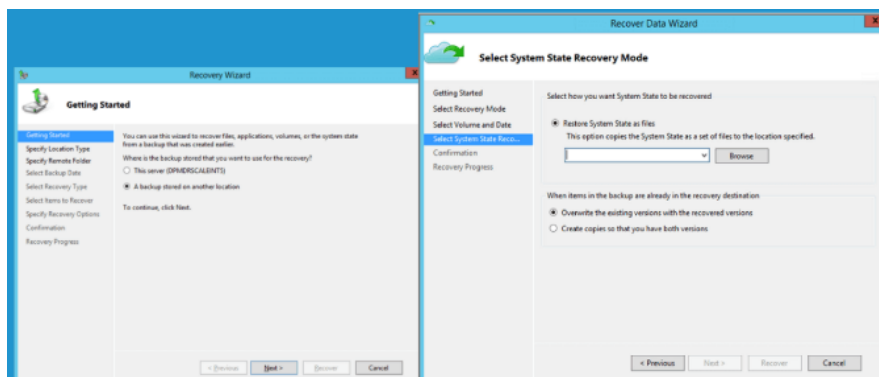 Recovery Wizard
Getting Started
Getting Started
Specify Location Type
Specify Remote Folder
Select Backup Date
Select Recovery Type
Select Items to Recover
Specify Recovery Options
Confirmation
Recovery Progress
You can use this wizard to recover files, applications, volumes, or the system state
from a backup that was created earlier.
Where is the backup stored that you want to use for the recovery?
This server (DPMDRSCALEINT5)
A backup stored on another location
To continue, click Next.
< Previous
Next >
Recover
Cancel
Recover Data Wizard
X
Select System State Recovery Mode
Getting Started
Select Recovery Mode
Select Volume and Date
Select System State Reco...
Confirmation
Recovery Progress
Select how you want System State to be recovered
Restore System State as files
This option copies the System State as a set of files to the location specified.
Browse
When items in the backup are already in the recovery destination
Overwrite the existing versions with the recovered versions
Create copies so that you have both versions
< Previous
Next >
Recover
Cancel